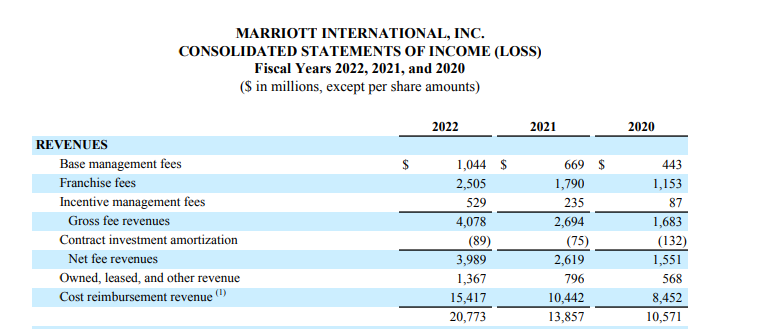 MARRIOTT INTERNATIONAL, INC.
CONSOLIDATED STATEMENTS OF INCOME (LOSS)
Fiscal Years 2022, 2021, and 2020
($ in millions, except per share amounts)
2022 2021 2020
REVENUES
Base management fees $ 1,044 $ 669 $ 443
Franchise fees 2,505 1,790 1,153
Incentive management fees 529 235 87
Gross fee revenues 4,078 2,694 1,683
Contract investment amortization (89) (75) (132)
Net fee revenues 3,989 2,619 1,551
Owned, leased, and other revenue 1,367 796 568
Cost reimbursement revenue (1) 15,417 10,442 8,452
20,773 13,857 10,571